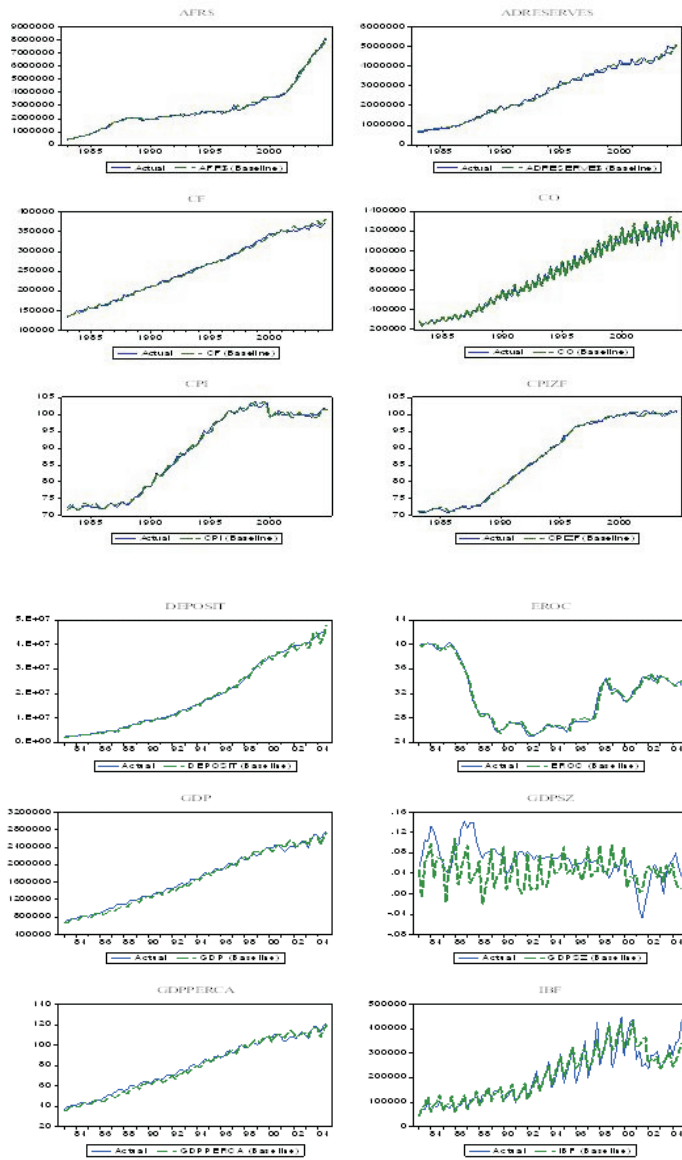 AFRS
9000000
8000000
7000000
6000000
5000000
4000000
3000000
2000000
1000000
0
1985 1990 1995 2000
Actual AFRS (Baseline)
ADRESERVES
6000000
5000000
4000000
3000000
2000000
1000000
0
1985 1990 1995 2000
Actual ADRESERVES (Baseline)
CF
400000
350000
300000
250000
200000
150000
100000
1985 1990 1995 2000
Actual CF (Baseline)
CO
1400000
1200000
1000000
800000
600000
400000
200000
1985 1990 1995 2000
Actual CO (Baseline)
CPI
105
100
95
90
85
80
75
70
1985 1990 1995 2000
Actual CPI (Baseline)
CPIZF
105
100
95
90
85
80
75
70
1985 1990 1995 2000
Actual CPIZF (Baseline)
DEPOSIT
5.E+07
4.E+07
3.E+07
2.E+07
1.E+07
0.E+00
84 86 88 90 92 94 96 98 00 02 04
Actual DEPOSIT (Baseline)
EROC
44
40
36
32
28
24
84 86 88 90 92 94 96 98 00 02 04
Actual EROC (Baseline)
GDP
3200000
2800000
2400000
2000000
1600000
1200000
800000
400000
84 86 88 90 92 94 96 98 00 02 04
Actual GDP (Baseline)
GDPSZ
.16
.12
.08
.04
.00
-.04
-.08
84 86 88 90 92 94 96 98 00 02 04
Actual GDPSZ (Baseline)
GDPPERCA
140
120
100
80
60
40
20
84 86 88 90 92 94 96 98 00 02 04
Actual GDPPERCA (Baseline)
IBF
500000
400000
300000
200000
100000
0
84 86 88 90 92 94 96 98 00 02 04
Actual IBF (Baseline)